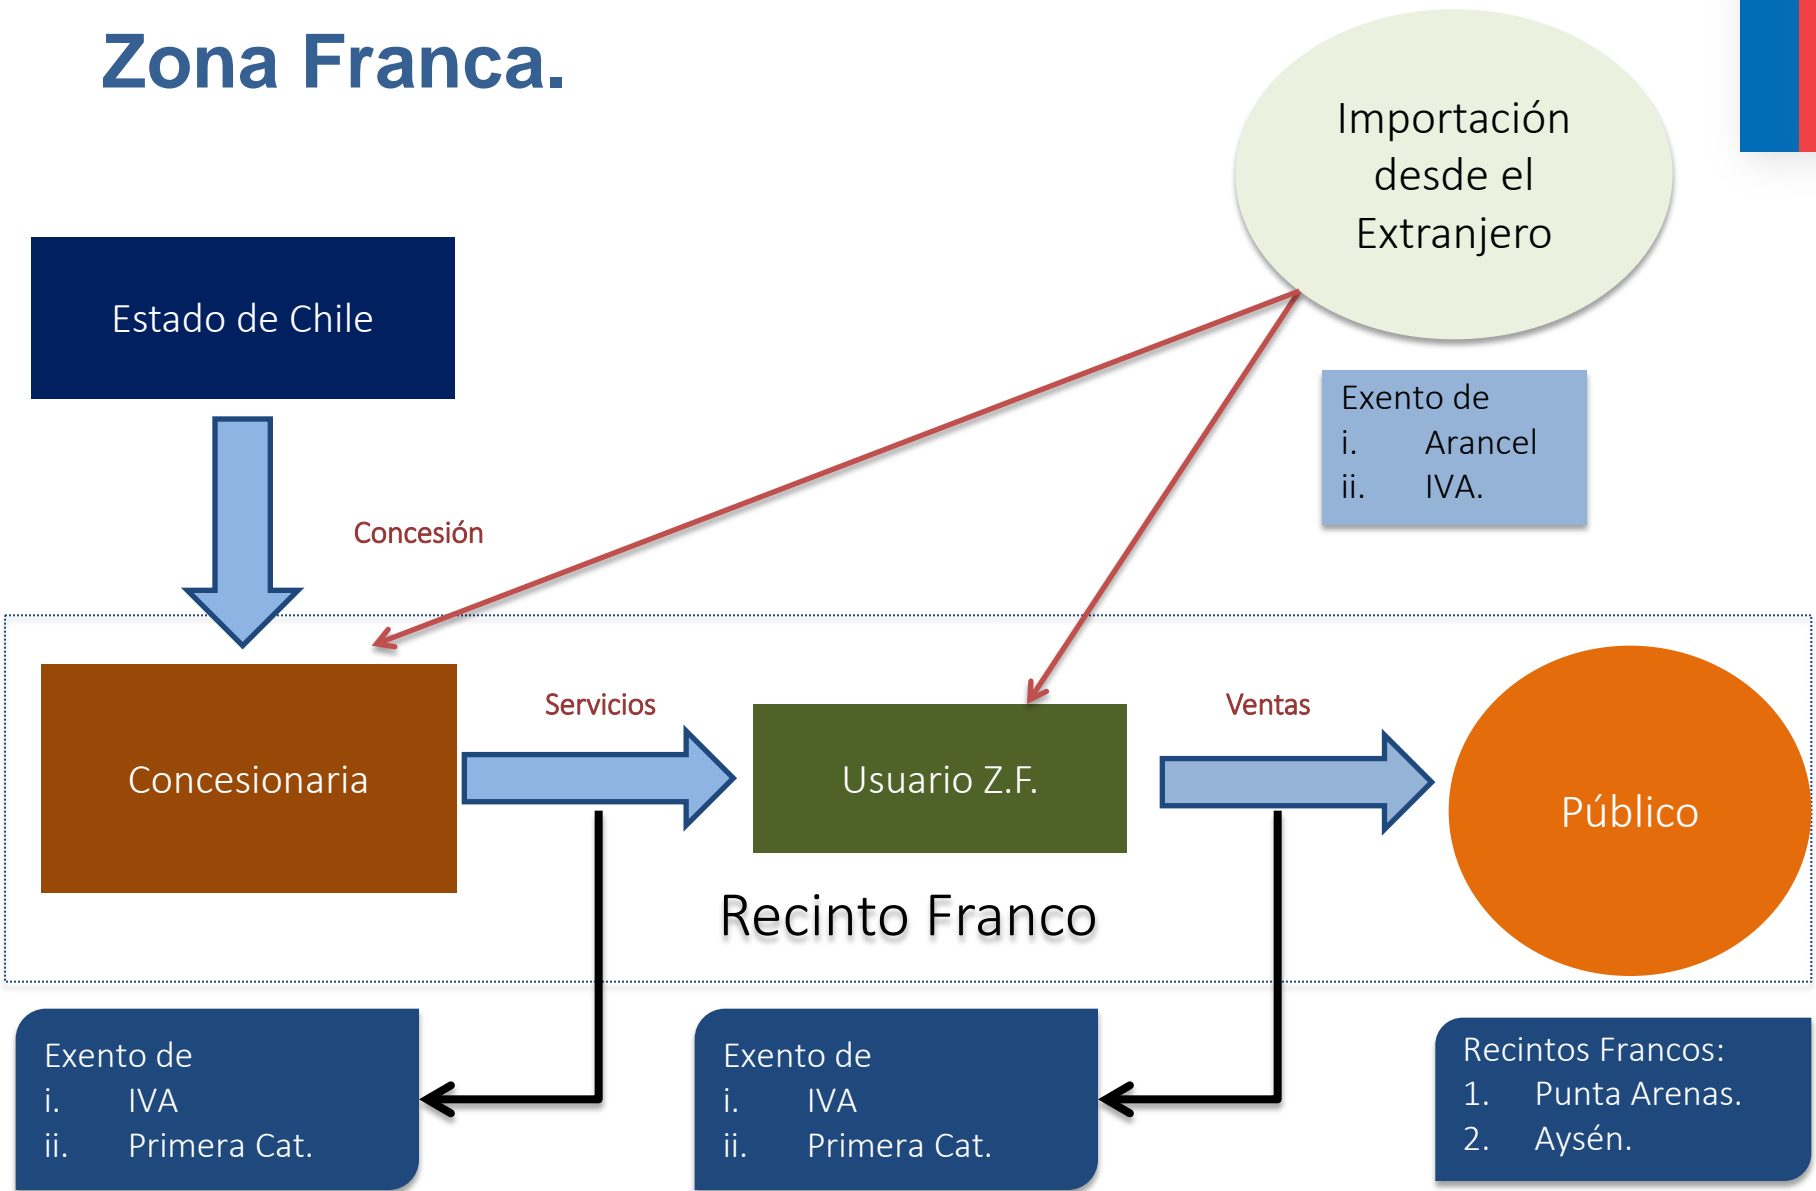 Zona Franca.
Importación
desde el
Extranjero
Estado de Chile
Exento de
i. Arancel
ii. IVA.
Concesión
Servicios
Ventas
Concesionaria
Usuario Z.F.
Público
Recinto Franco
Exento de
i. IVA
ii. Primera Cat.
Exento de
i. IVA
ii. Primera Cat.
Recintos Francos:
1. Punta Arenas.
2. Aysén.